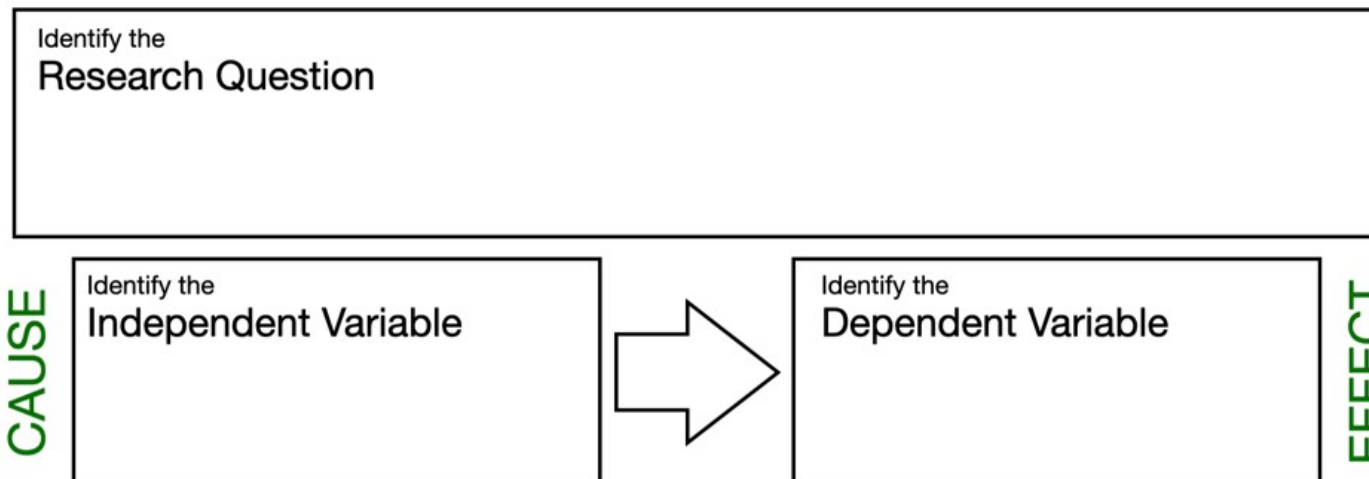 Identify the
Research Question
CAUSE
Identify the
Independent Variable
Identify the
Dependent Variable
EFFECT